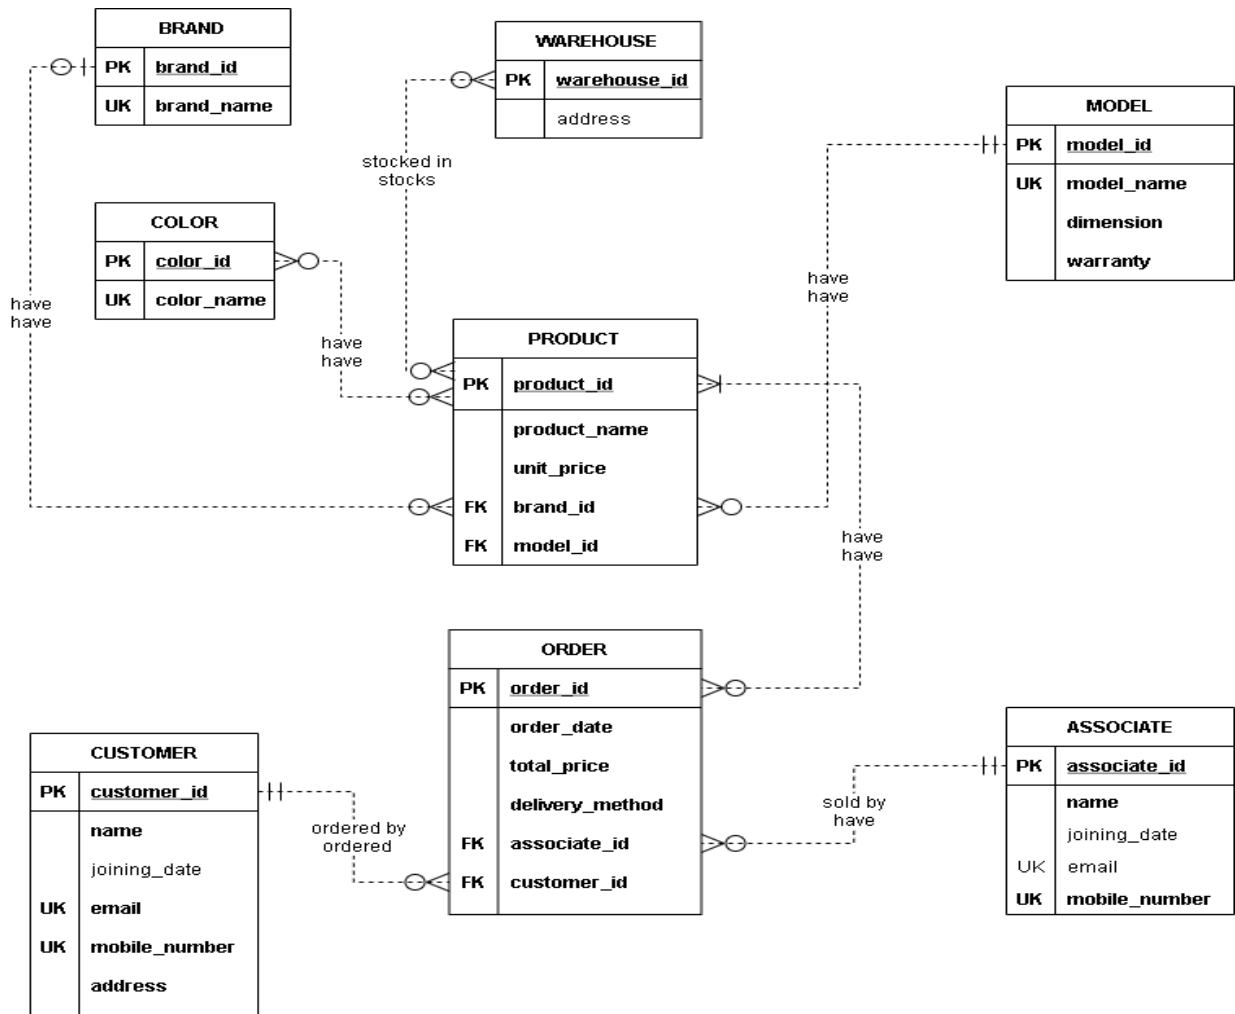 BRAND
PK brand_id
UK brand_name
WAREHOUSE
PK warehouse_id
address
MODEL
PK model_id
UK model_name
dimension
warranty
stocked in
stocks
COLOR
PK color_id
UK color_name
have
have
have
have
have
have
PRODUCT
PK product_id
product_name
unit_price
FK brand_id
FK model_id
have
have
ORDER
PK order_id
order_date
total_price
delivery_method
FK associate_id
FK customer_id
CUSTOMER
PK customer_id
name
joining_date
UK email
UK mobile_number
address
ordered by
ordered
sold by
have
ASSOCIATE
PK associate_id
name
joining_date
UK email
UK mobile_number